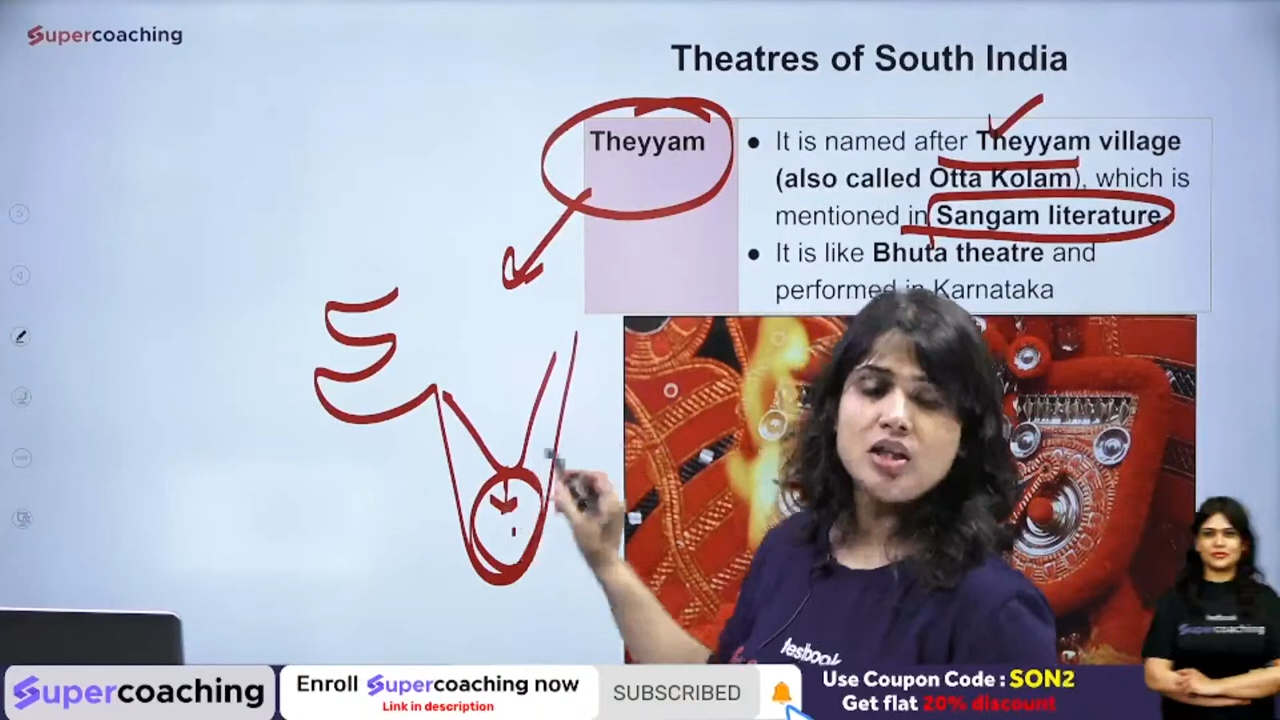 Supercoaching
Theatres of South India
Theyyam
• It is named after Theyyam village
(also called Otta Kolam), which is
mentioned in Sangam literature.
• It is like Bhuta theatre and
performed in Karnataka
testbook
Supercoaching
Supercoaching
Enroll Supercoaching now
Link in description
SUBSCRIBED
Use Coupon Code : SON2
Get flat 20% discount